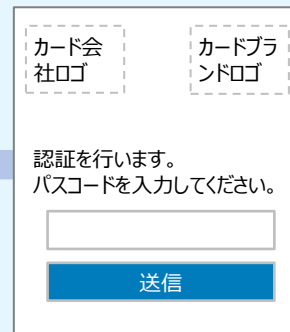 カード会
社ロゴ
カードブラ
ンドロゴ
認証を行います。
パスコードを入力してください。
送信